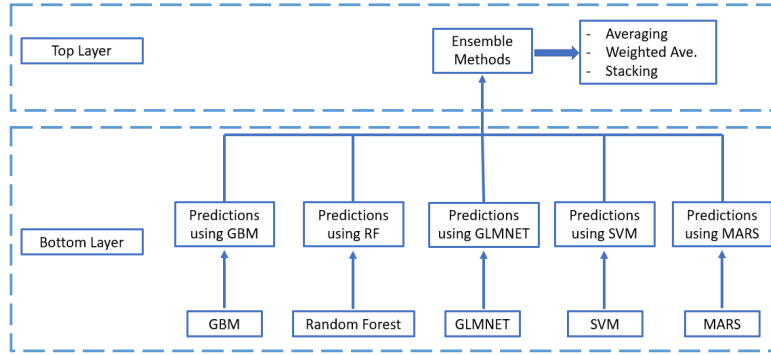 Top Layer
Ensemble
Methods
- Averaging
- Weighted Ave.
- Stacking
Bottom Layer
Predictions
using GBM
Predictions
using RF
Predictions
using GLMNET
Predictions
using SVM
Predictions
using MARS
GBM
Random Forest
GLMNET
SVM
MARS